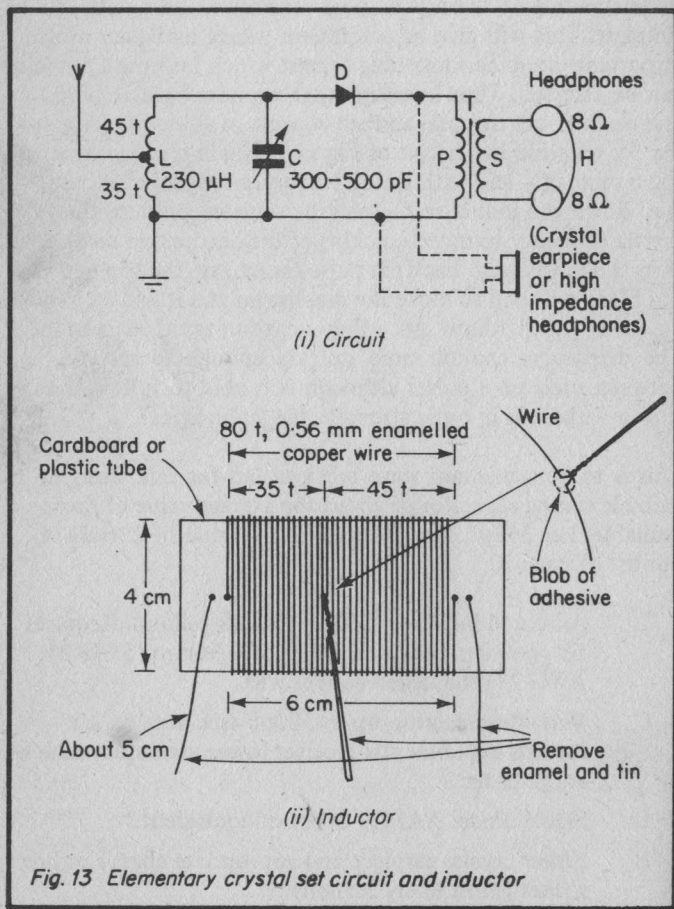 D
Headphones
T
45 t
8 Ω
L
C
P
S
H
35 t
230 µH
300-500 pF
8 Ω
(Crystal
earpiece
or high
impedance
headphones)
(i) Circuit
80 t, 0·56 mm enamelled
copper wire
Wire
Cardboard or
plastic tube
35 t
45 t
4 cm
Blob of
adhesive
6 cm
About 5 cm
Remove
enamel and tin
(ii) Inductor
Fig. 13 Elementary crystal set circuit and inductor